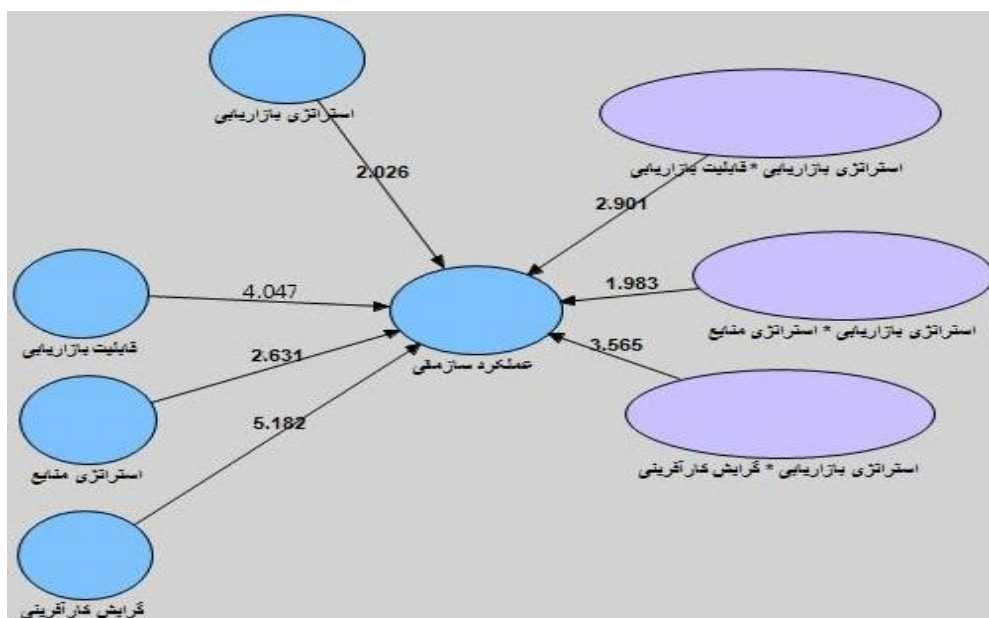 استراتژی بازاریابی
2.026
استراتژی بازاریابی * قابلیت بازاریابی
2.901
4.047
قابلیت بازاریابی
1.983
استراتژی بازاریابی * استراتژی منابع
2.631
عملکرد سازمانی
3.565
استراتژی منابع
5.182
استراتژی بازاریابی * گرایش کارآفرینی
گرایش کارآفرینی